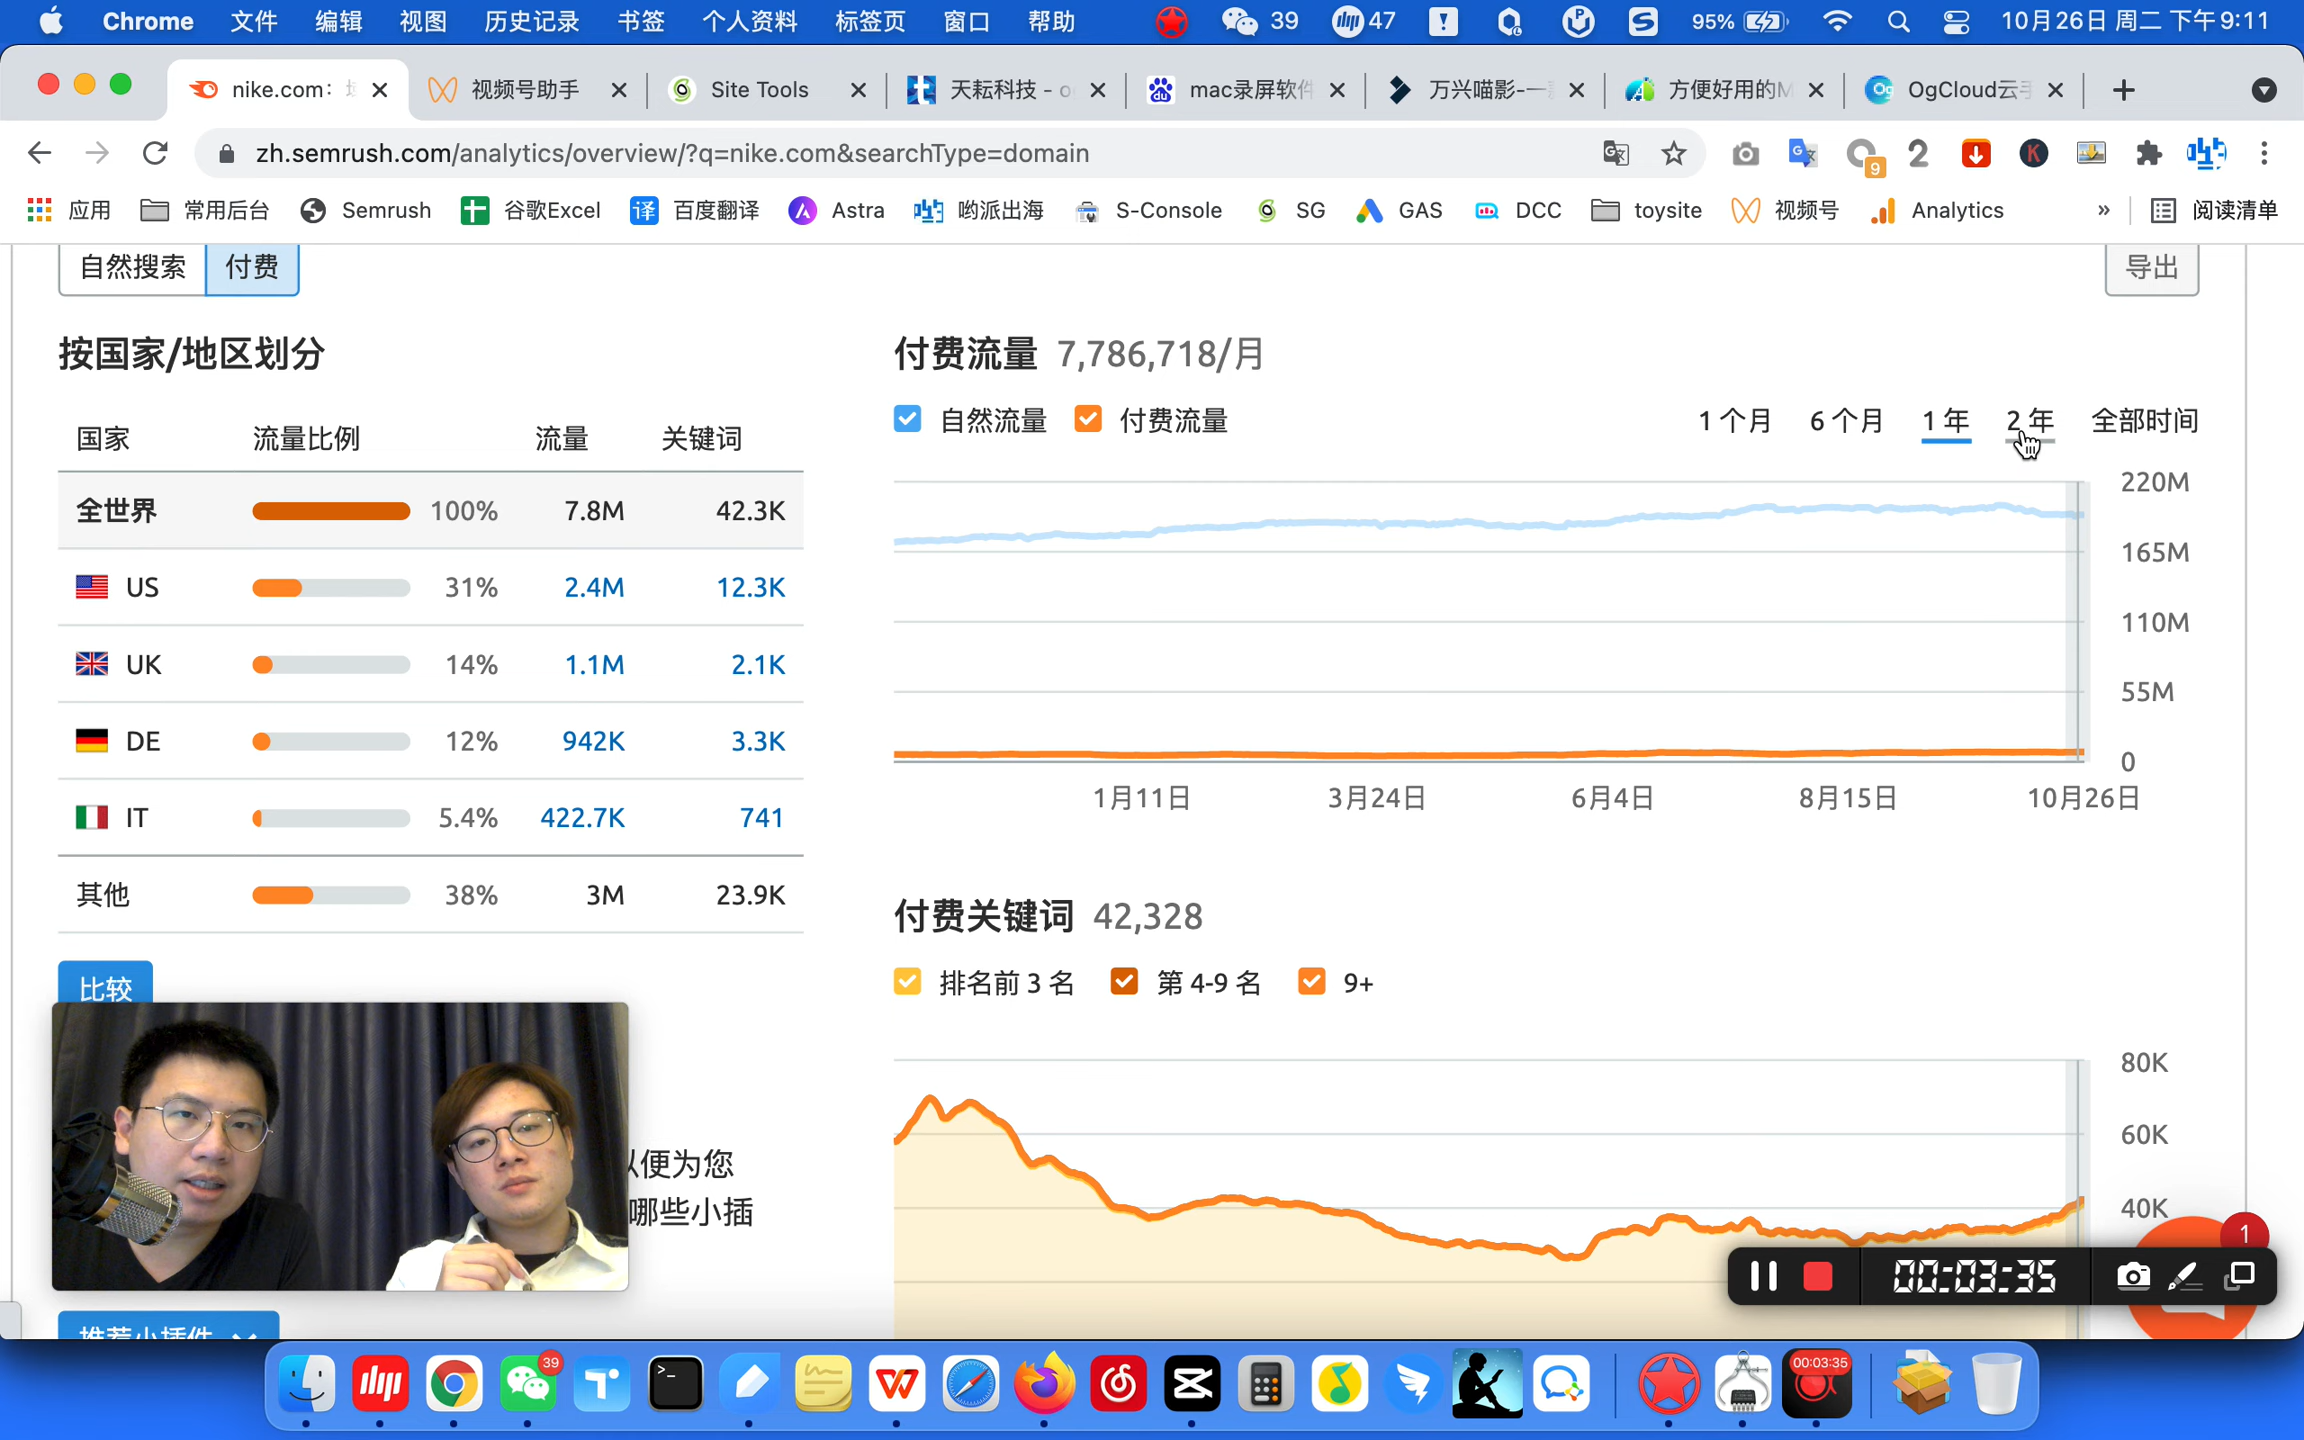 Chrome 文件 编辑 视图 历史记录 书签 个人资料 标签页 窗口 帮助 39 47 95% 10月26日 周二 下午9:11
nike.com: 视频号助手 Site Tools 天耘科技 - o mac录屏软件 万兴喵影-一 方便好用的M OgCloud云手
zh.semrush.com/analytics/overview/?q=nike.com&searchType=domain 9 2 K
应用 常用后台 Semrush 谷歌Excel 译 百度翻译 Astra 哟派出海 S-Console SG GAS DCC toysite 视频号 Analytics » 阅读清单
自然搜索 付费 导出
按国家/地区划分
国家 流量比例 流量 关键词
全世界 100% 7.8M 42.3K
US 31% 2.4M 12.3K
UK 14% 1.1M 2.1K
DE 12% 942K 3.3K
IT 5.4% 422.7K 741
其他 38% 3M 23.9K
比较
以便为您
哪些小插
推荐小插件
付费流量 7,786,718/月
自然流量 付费流量 1 个月 6 个月 1 年 2 年 全部时间
220M
165M
110M
55M
0
1月11日 3月24日 6月4日 8月15日 10月26日
付费关键词 42,328
排名前 3 名 第 4-9 名 9+
80K
60K
40K
1
00:03:35
39 00:03:35